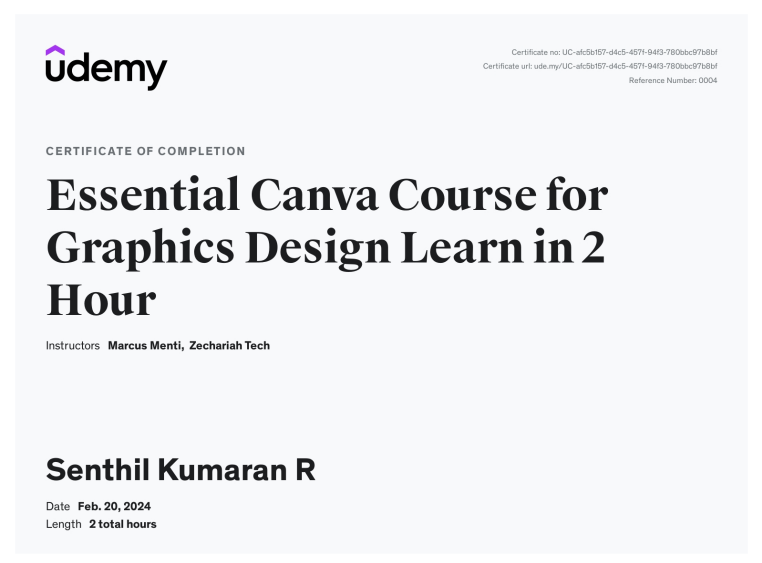 udemy
Certificate no: UC-afc5b157-d4c5-457f-94f3-780bbc97b8bf
Certificate url: ude.my/UC-afc5b157-d4c5-457f-94f3-780bbc97b8bf
Reference Number: 0004
CERTIFICATE OF COMPLETION
Essential Canva Course for
Graphics Design Learn in 2
Hour
Instructors Marcus Menti, Zechariah Tech
Senthil Kumaran R
Date Feb. 20, 2024
Length 2 total hours